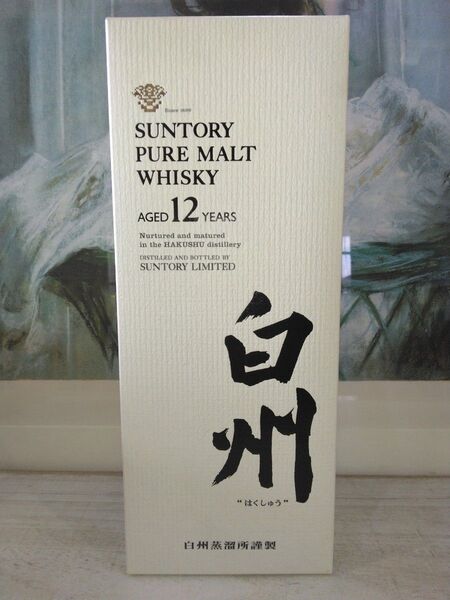 Since 1899
SUNTORY
PURE MALT
WHISKY
AGED 12 YEARS
Nurtured and matured
in the HAKUSHU distillery
DISTILLED AND BOTTLED BY
SUNTORY LIMITED
白州
"はくしゅう"
白州蒸溜所謹製